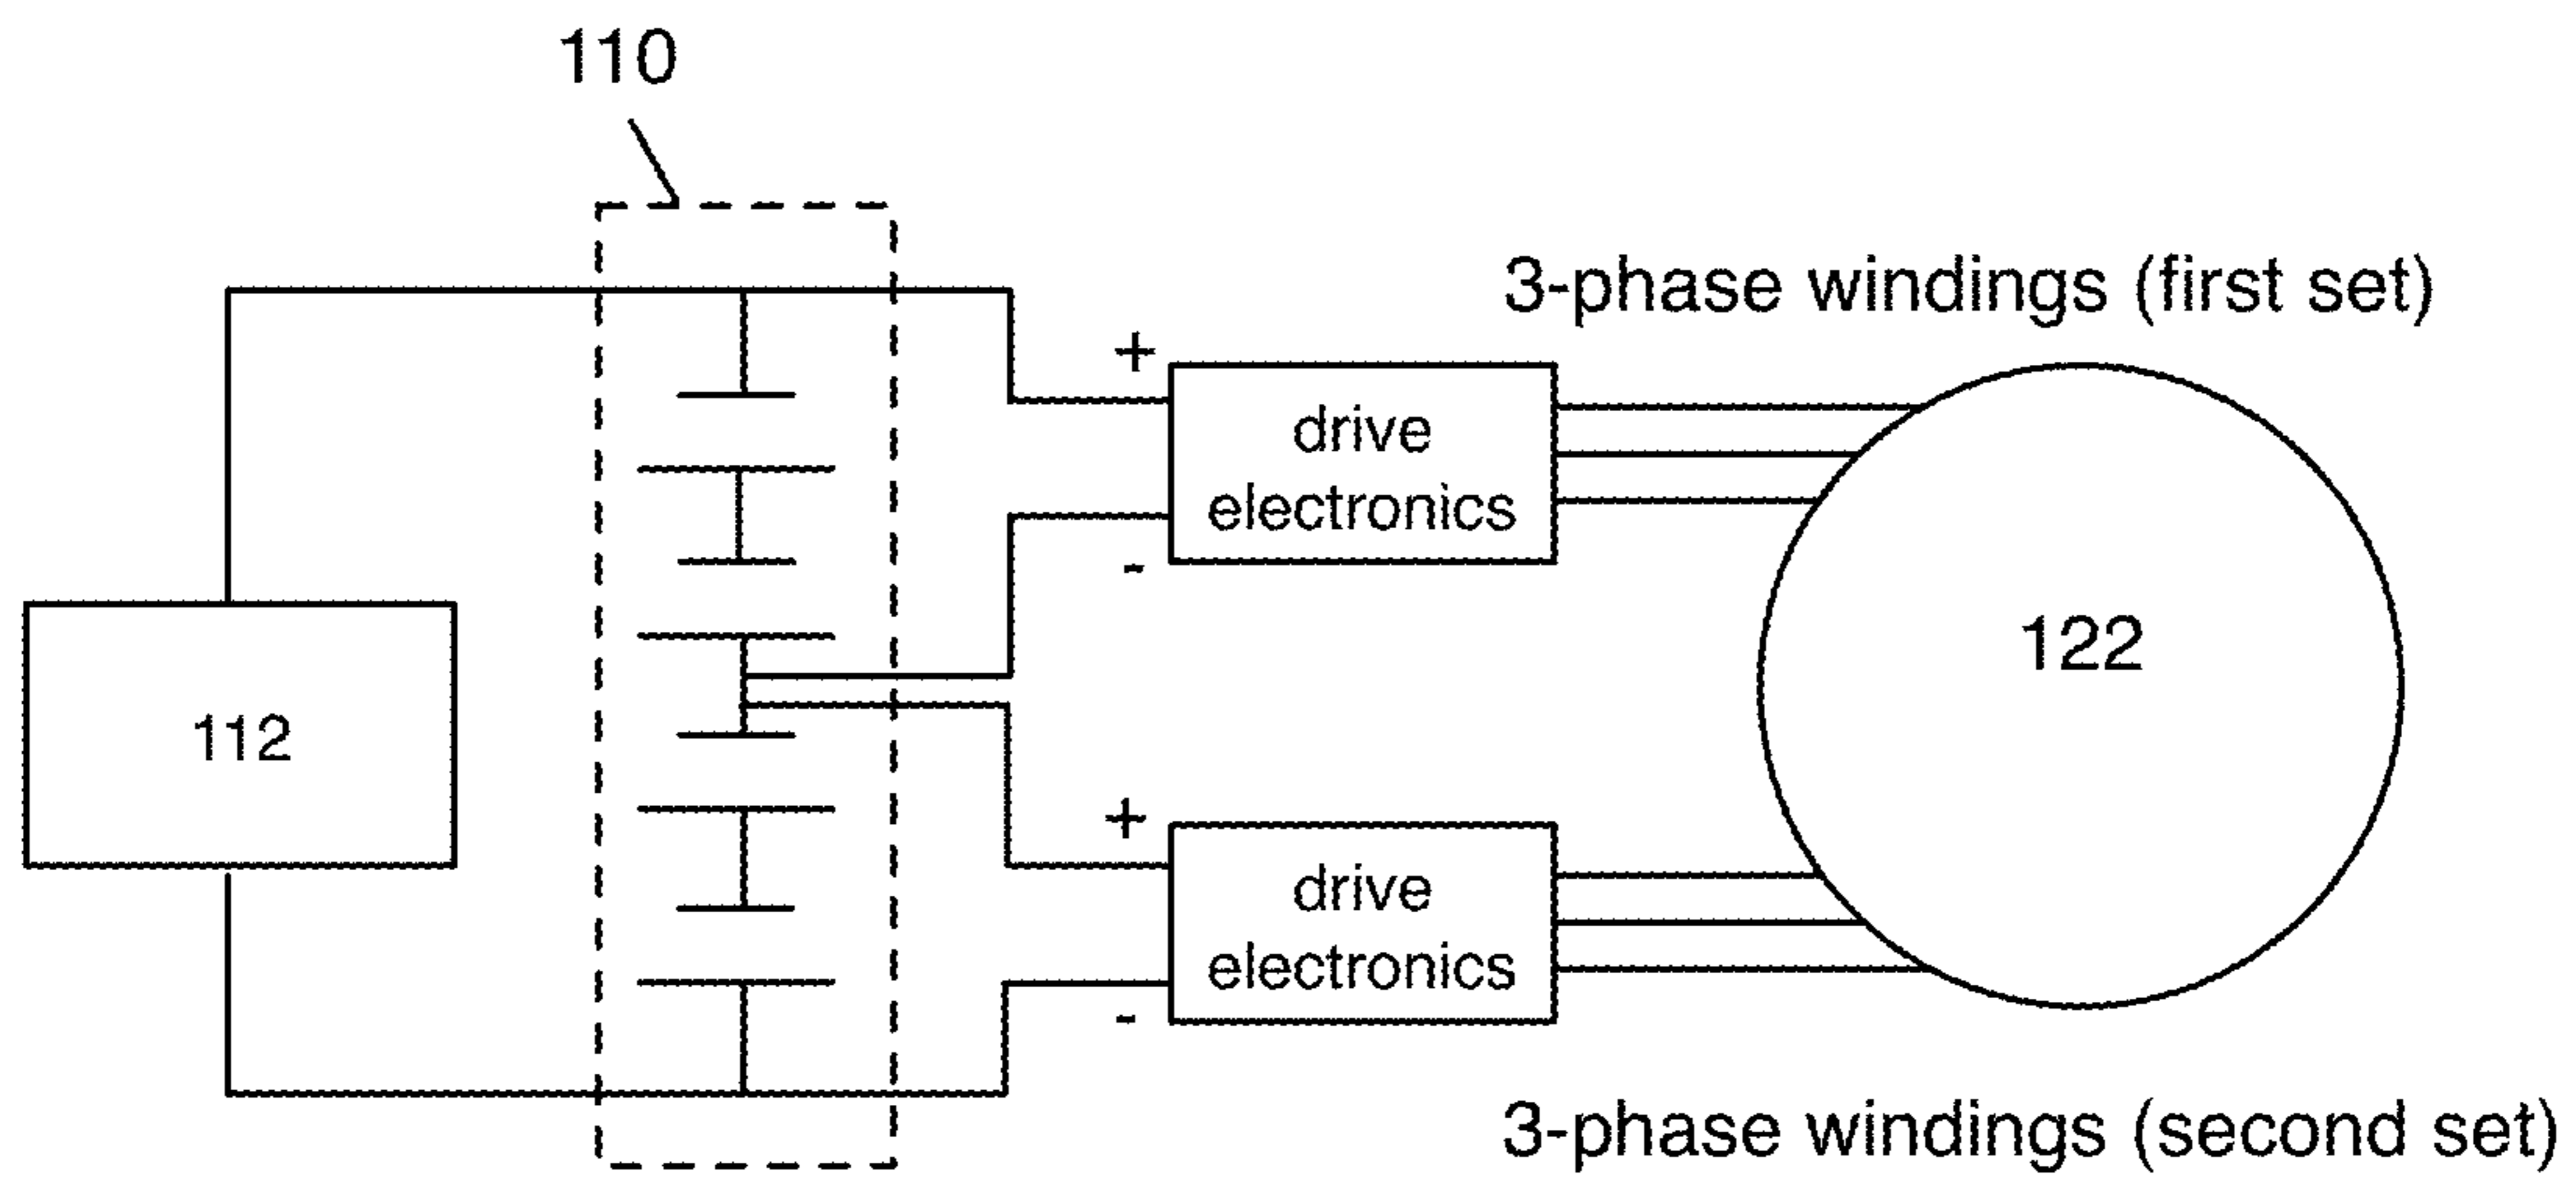 110
3-phase windings (first set)
+
drive
electronics
-
122
112
+
drive
electronics
-
3-phase windings (second set)